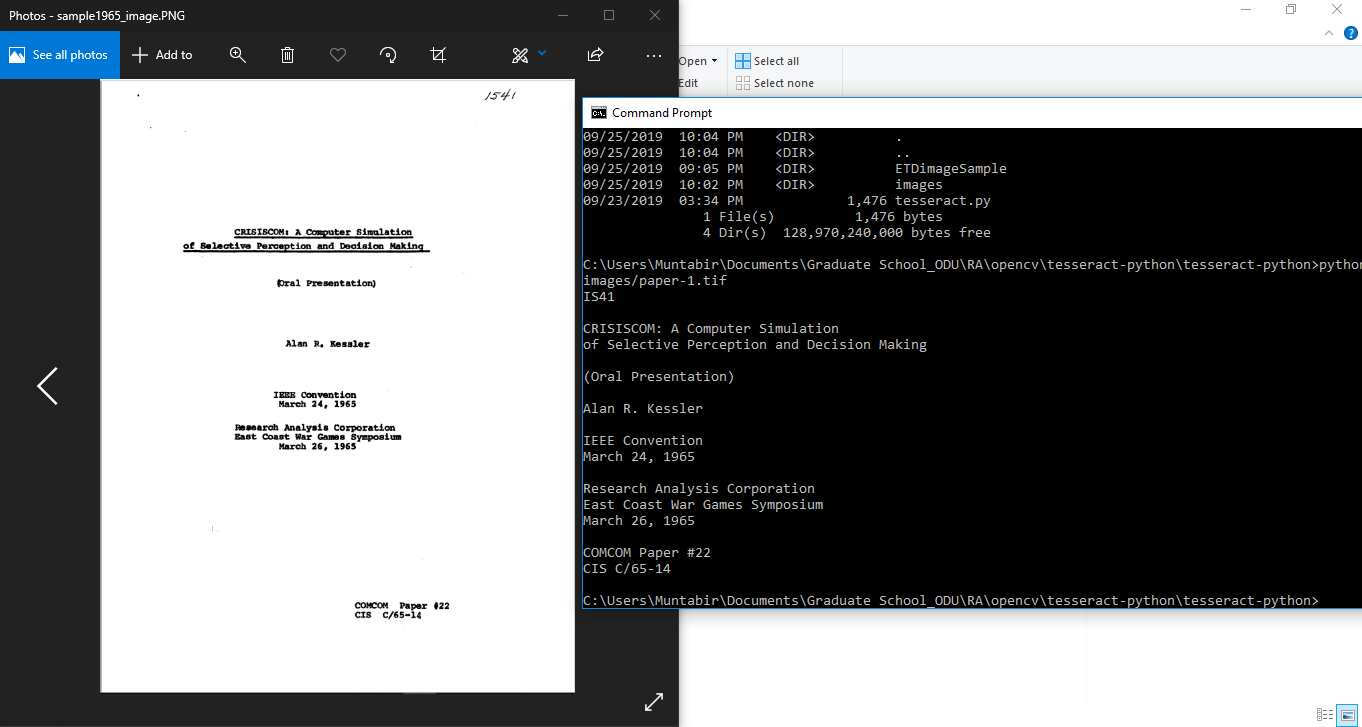 Photos - sample1965_image.PNG
See all photos
Add to
1541
CRISISCOM: A Computer Simulation
of Selective Perception and Decision Making
(Oral Presentation)
Alan R. Kessler
IEEE Convention
March 24, 1965
Research Analysis Corporation
East Coast War Games Symposium
March 26, 1965
COMCOM Paper #22
CIS C/65-14
Open
Edit
Select all
Select none
?
C:\. Command Prompt
09/25/2019 10:04 PM <DIR> .
09/25/2019 10:04 PM <DIR> ..
09/25/2019 09:05 PM <DIR> ETDimageSample
09/25/2019 10:02 PM <DIR> images
09/23/2019 03:34 PM 1,476 tesseract.py
1 File(s) 1,476 bytes
4 Dir(s) 128,970,240,000 bytes free
C:\Users\Muntabir\Documents\Graduate School_ODU\RA\opencv\tesseract-python\tesseract-python>python
images/paper-1.tif
IS41
CRISISCOM: A Computer Simulation
of Selective Perception and Decision Making
(Oral Presentation)
Alan R. Kessler
IEEE Convention
March 24, 1965
Research Analysis Corporation
East Coast War Games Symposium
March 26, 1965
COMCOM Paper #22
CIS C/65-14
C:\Users\Muntabir\Documents\Graduate School_ODU\RA\opencv\tesseract-python\tesseract-python>